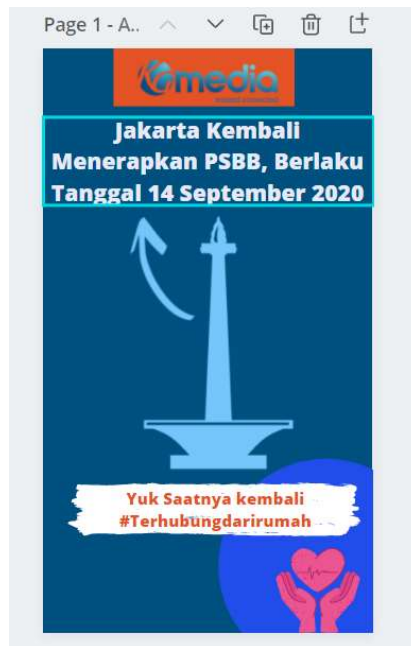 Page 1 - A..
media
Jakarta Kembali
Menerapkan PSBB, Berlaku
Tanggal 14 September 2020
Yuk Saatnya kembali
#Terhubungdarirumah